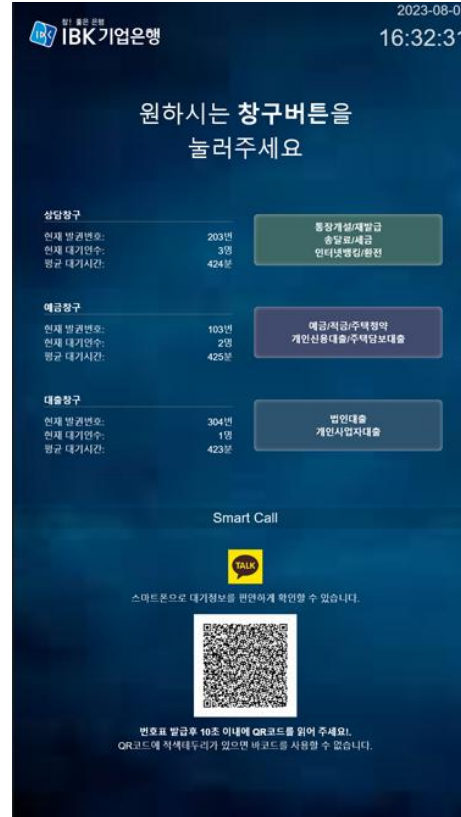 2023-08-0
참! 좋은 은행
IBK기업은행
16:32:31
원하시는 창구버튼을
눌러주세요
상담창구
현재 발권번호: 203번
현재 대기인수: 3명
평균 대기시간: 424분
통장개설/재발급
송달료/세금
인터넷뱅킹/환전
예금창구
현재 발권번호: 103번
현재 대기인수: 2명
평균 대기시간: 425분
예금/적금/주택청약
개인신용대출/주택담보대출
대출창구
현재 발권번호: 304번
현재 대기인수: 1명
평균 대기시간: 423분
법인대출
개인사업자대출
Smart Call
TALK
스마트폰으로 대기정보를 편안하게 확인할 수 있습니다.
번호표 발급후 10초 이내에 QR코드를 읽어 주세요!.
QR코드에 적색테두리가 있으면 바코드를 사용할 수 없습니다.